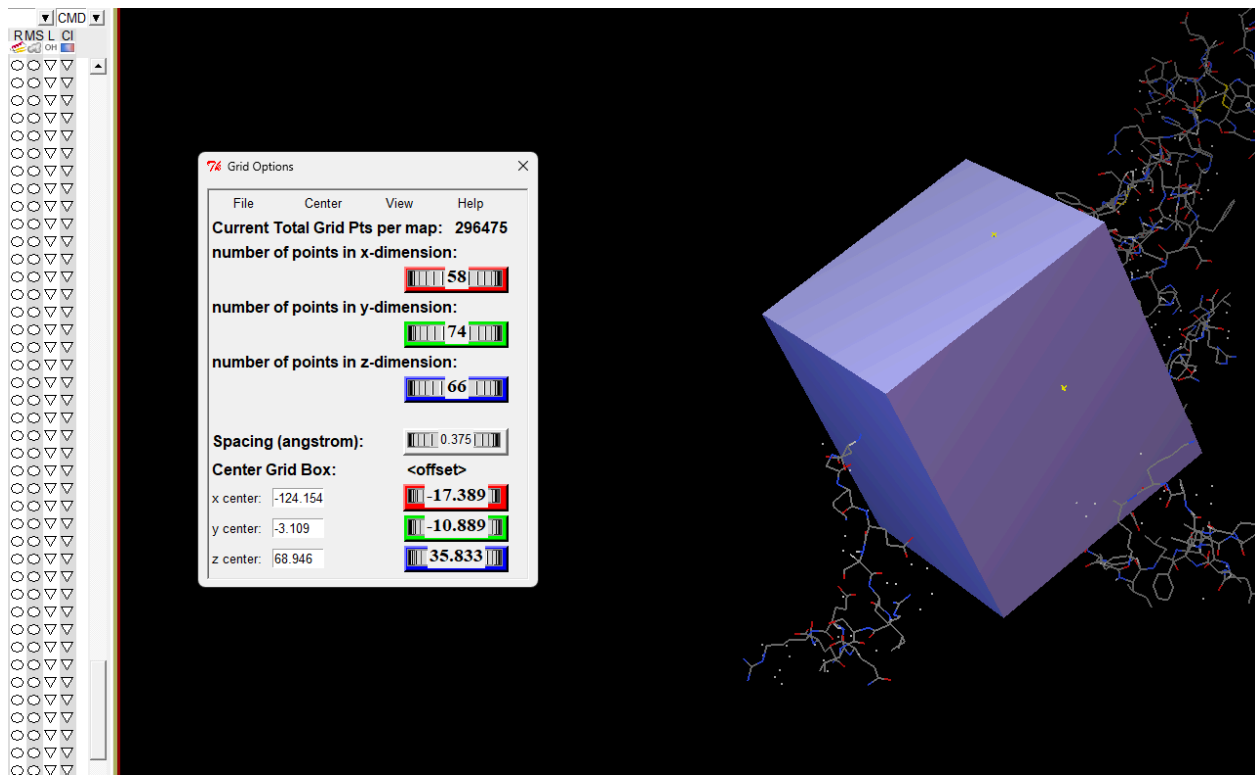 CMD
R MS L Cl
OH
Grid Options
File Center View Help
Current Total Grid Pts per map: 296475
number of points in x-dimension:
58
number of points in y-dimension:
74
number of points in z-dimension:
66
Spacing (angstrom): 0.375
Center Grid Box: <offset>
x center: -124.154 -17.389
y center: -3.109 -10.889
z center: 68.946 35.833